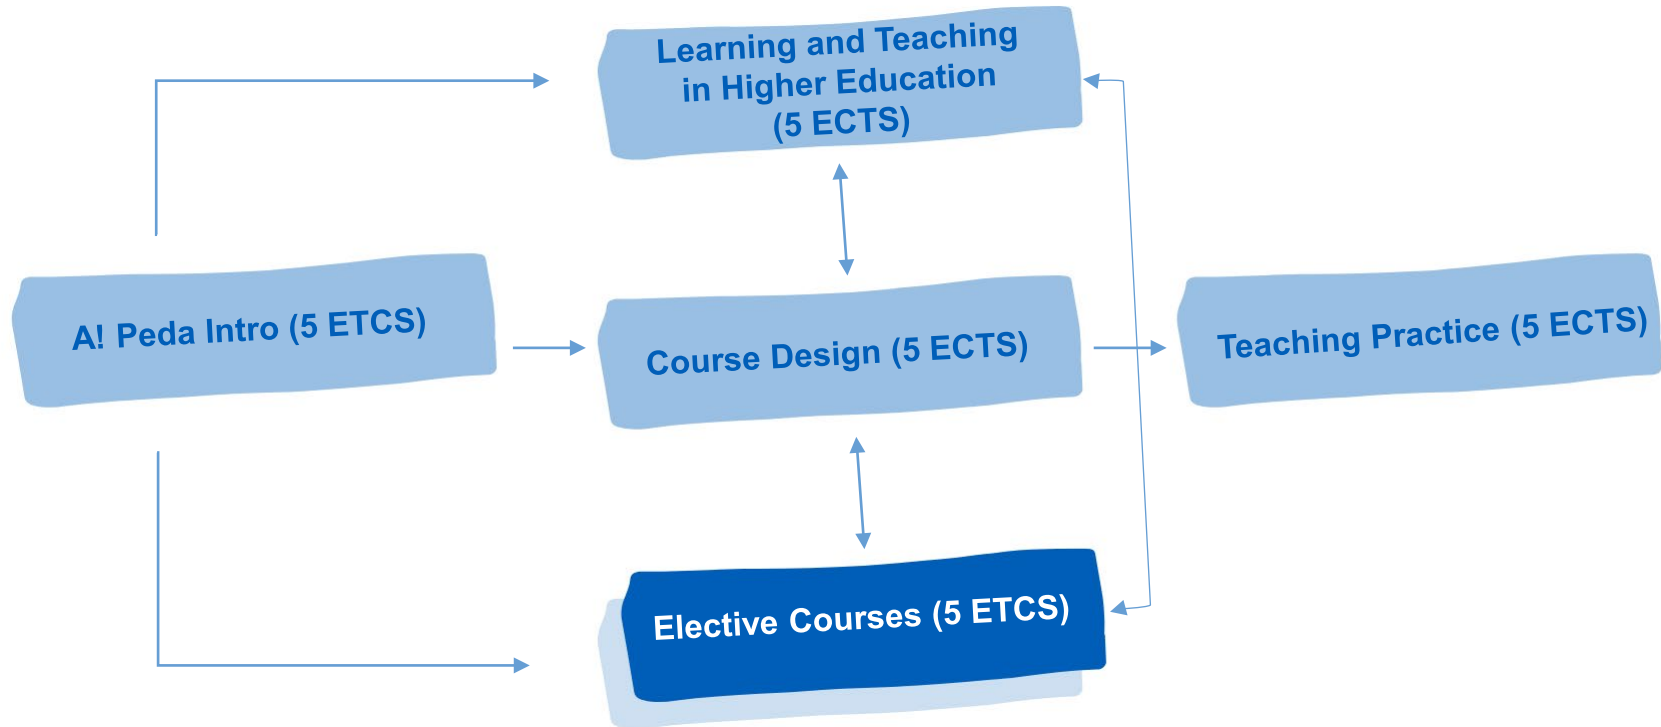 Learning and Teaching
in Higher Education
(5 ECTS)
A! Peda Intro (5 ETCS)
Course Design (5 ECTS)
Teaching Practice (5 ECTS)
Elective Courses (5 ETCS)